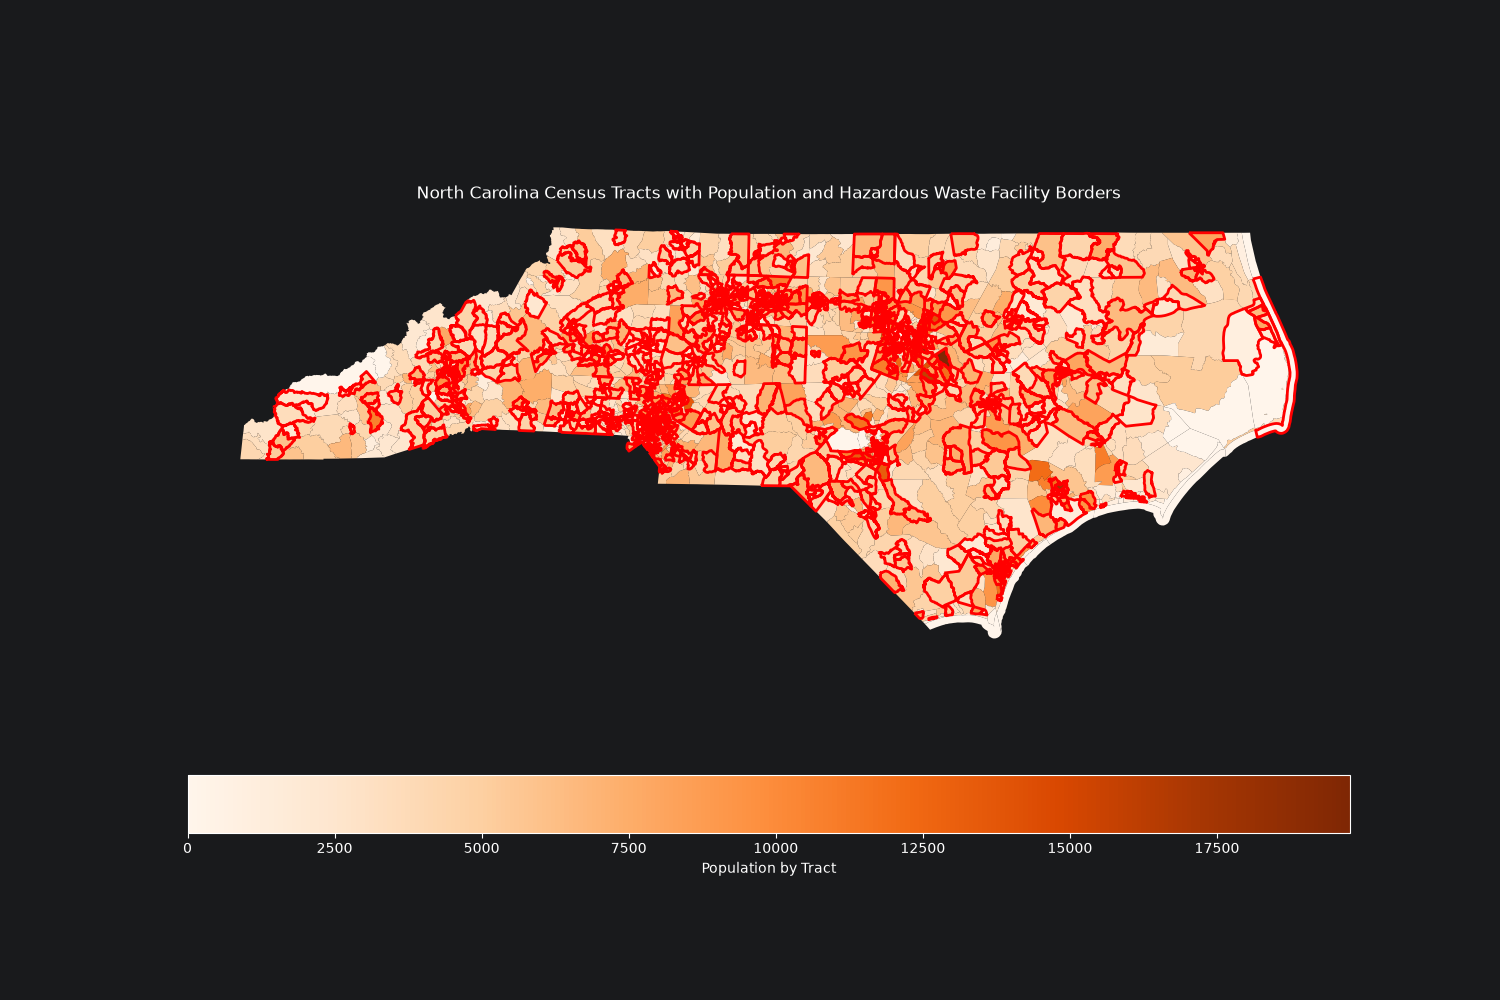 North Carolina Census Tracts with Population and Hazardous Waste Facility Borders
0 2500 5000 7500 10000 12500 15000 17500
Population by Tract